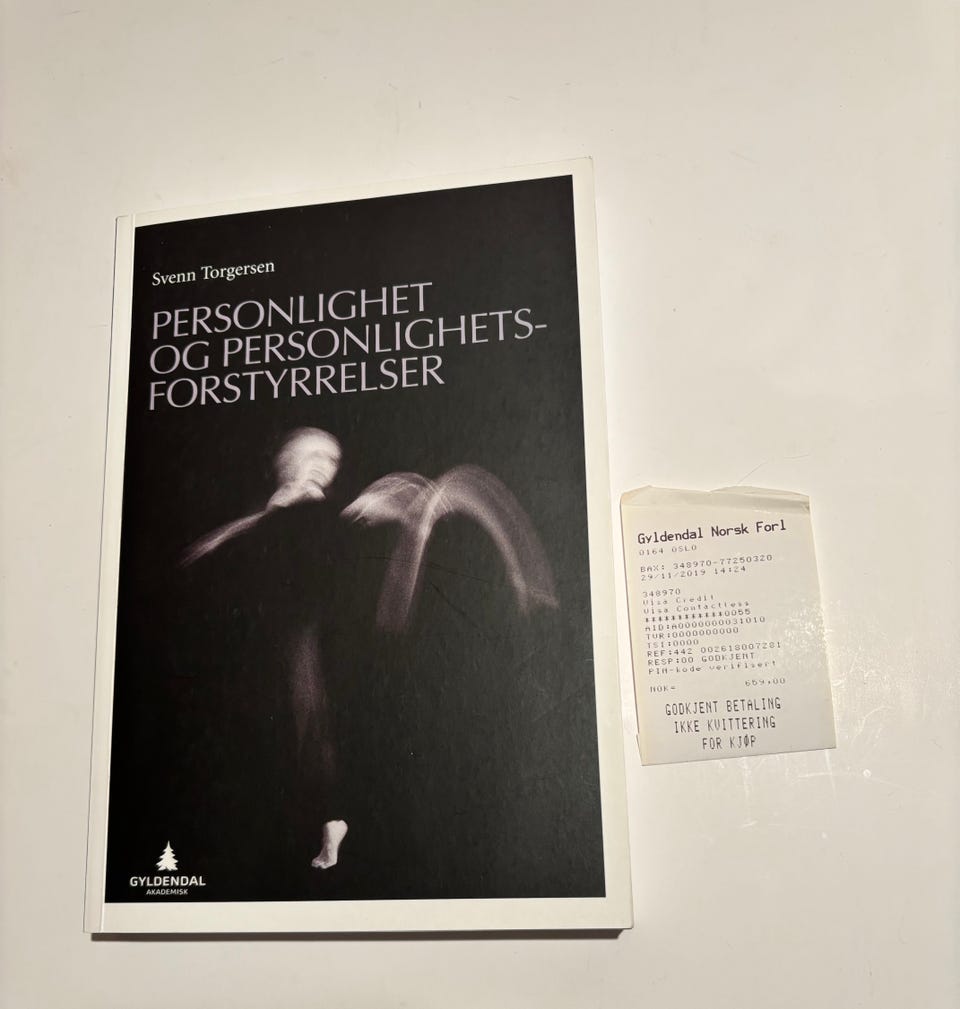 Svenn Torgersen
PERSONLIGHET
OG PERSONLIGHETS-
FORSTYRRELSER
GYLDENDAL
AKADEMISK
Gyldendal Norsk Forl
0164 OSLO
BAX: 348970-77250320
29/11/2019 14:24
348970
Visa Credit
Visa Contactless
************0055
AID:A0000000031010
TVR:0000000000
TSI:0000
REF:442 002618007281
RESP:00 GODKJENT
PIN-kode verifisert
NOK= 659,00
GODKJENT BETALING
IKKE KVITTERING
FOR KJØP